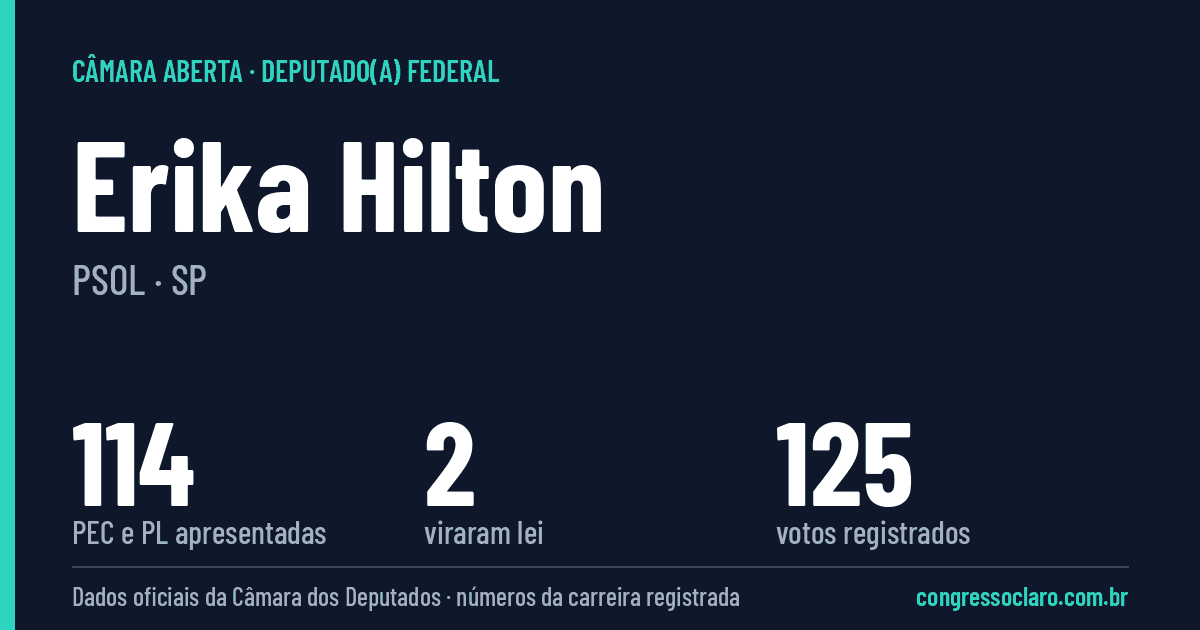 CÂMARA ABERTA · DEPUTADO(A) FEDERAL
Erika Hilton
PSOL · SP
114 2 125
PEC e PL apresentadas viraram lei votos registrados
Dados oficiais da Câmara dos Deputados · números da carreira registrada congressoclaro.com.br